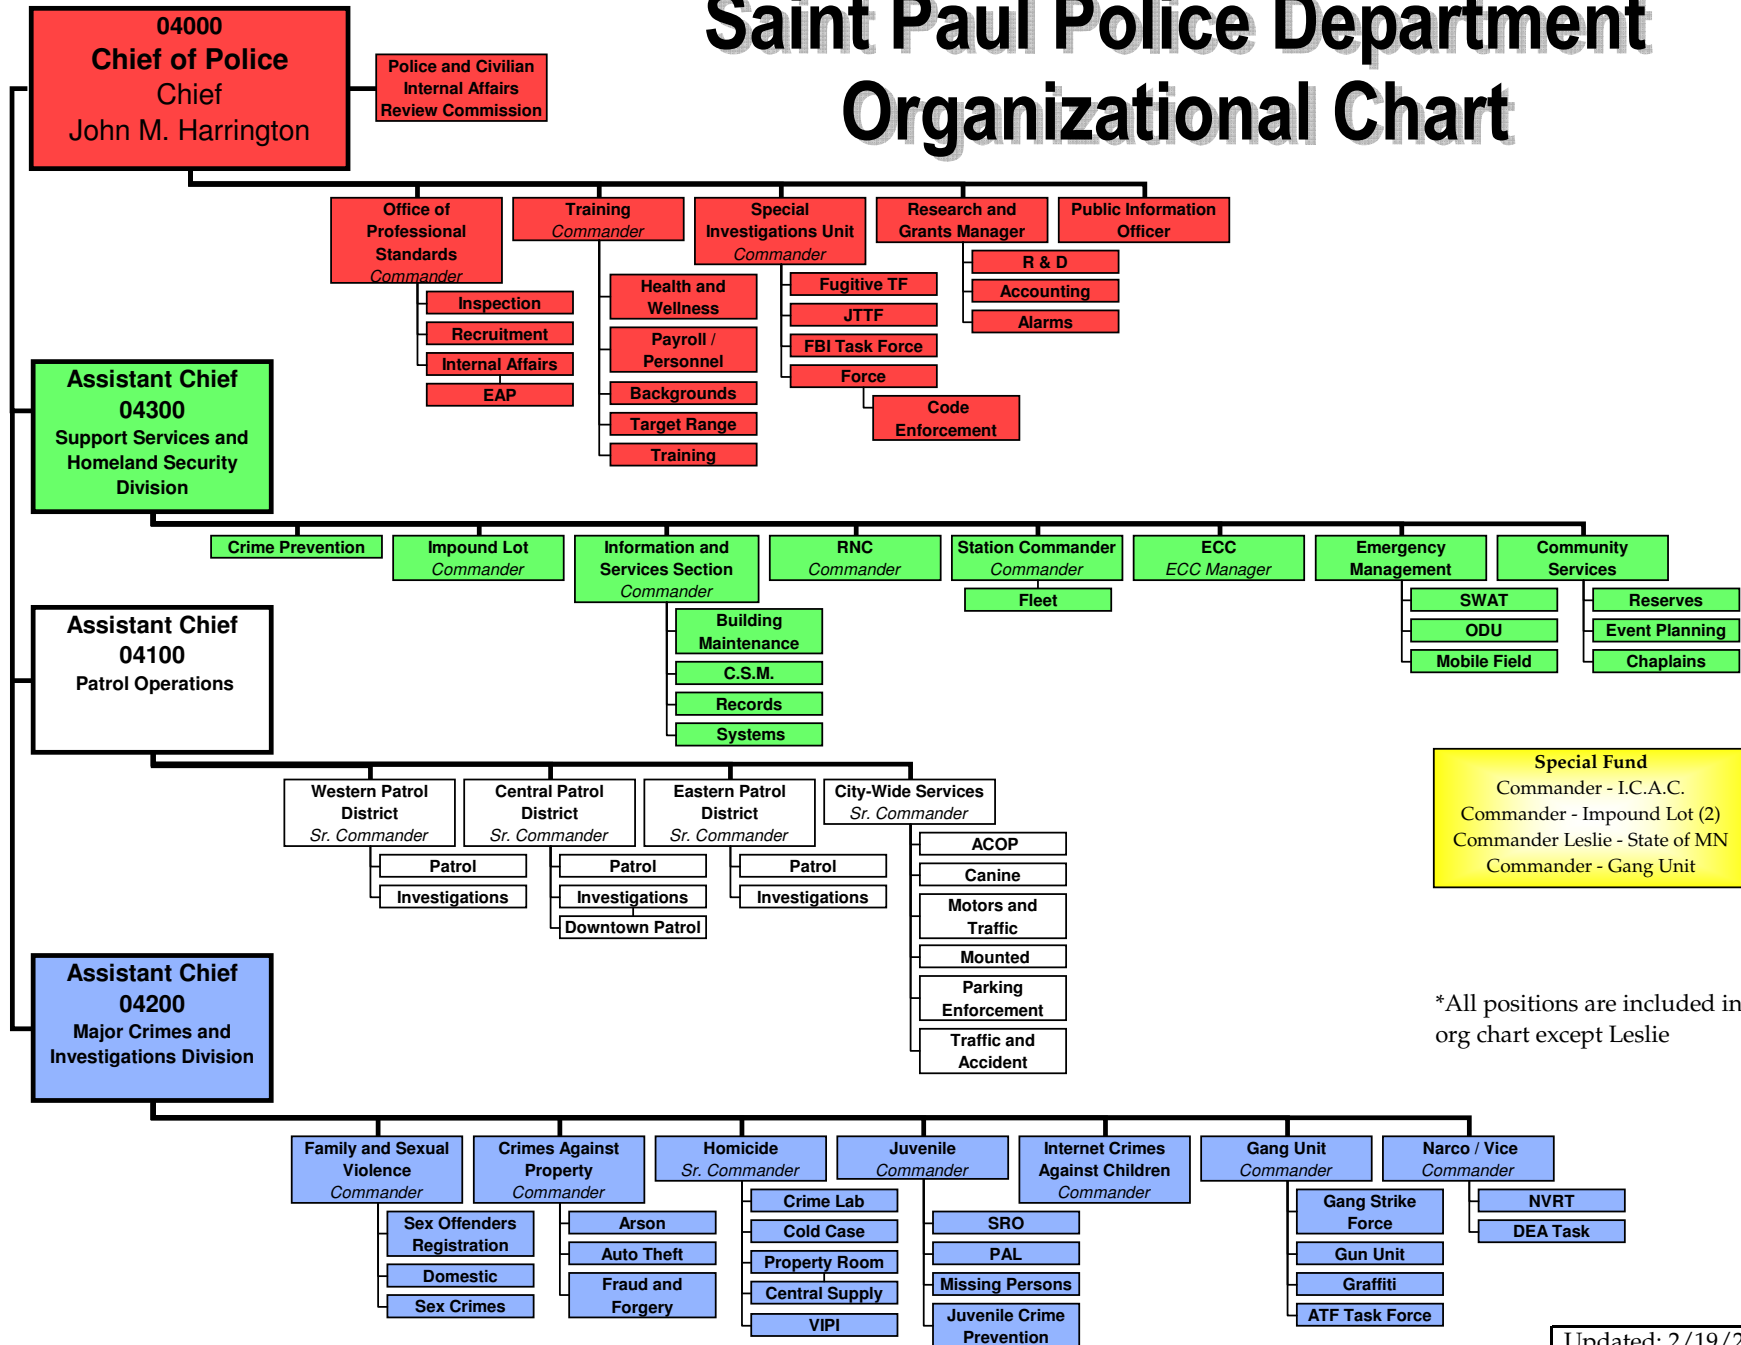 Saint Paul Police Department
Organizational Chart
04000
Chief of Police
Chief
John M. Harrington
Police and Civilian
Internal Affairs
Review Commission
Office of
Professional
Standards
Commander
Inspection
Recruitment
Internal Affairs
EAP
Training
Commander
Health and
Wellness
Payroll /
Personnel
Backgrounds
Target Range
Training
Special
Investigations Unit
Commander
Fugitive TF
JTTF
FBI Task Force
Force
Code
Enforcement
Research and
Grants Manager
R & D
Accounting
Alarms
Public Information
Officer
Assistant Chief
04300
Support Services and
Homeland Security
Division
Crime Prevention
Impound Lot
Commander
Information and
Services Section
Commander
Building
Maintenance
C.S.M.
Records
Systems
RNC
Commander
Station Commander
Commander
Fleet
ECC
ECC Manager
Emergency
Management
SWAT
ODU
Mobile Field
Community
Services
Reserves
Event Planning
Chaplains
Assistant Chief
04100
Patrol Operations
Western Patrol
District
Sr. Commander
Patrol
Investigations
Central Patrol
District
Sr. Commander
Patrol
Investigations
Downtown Patrol
Eastern Patrol
District
Sr. Commander
Patrol
Investigations
City-Wide Services
Sr. Commander
ACOP
Canine
Motors and
Traffic
Mounted
Parking
Enforcement
Traffic and
Accident
Special Fund
Commander - I.C.A.C.
Commander - Impound Lot (2)
Commander Leslie - State of MN
Commander - Gang Unit
*All positions are included in
org chart except Leslie
Assistant Chief
04200
Major Crimes and
Investigations Division
Family and Sexual
Violence
Commander
Sex Offenders
Registration
Domestic
Sex Crimes
Crimes Against
Property
Commander
Arson
Auto Theft
Fraud and
Forgery
Homicide
Sr. Commander
Crime Lab
Cold Case
Property Room
Central Supply
VIPI
Juvenile
Commander
SRO
PAL
Missing Persons
Juvenile Crime
Prevention
Internet Crimes
Against Children
Commander
Gang Unit
Commander
Gang Strike
Force
Gun Unit
Graffiti
ATF Task Force
Narco / Vice
Commander
NVRT
DEA Task
Updated: 2/19/2